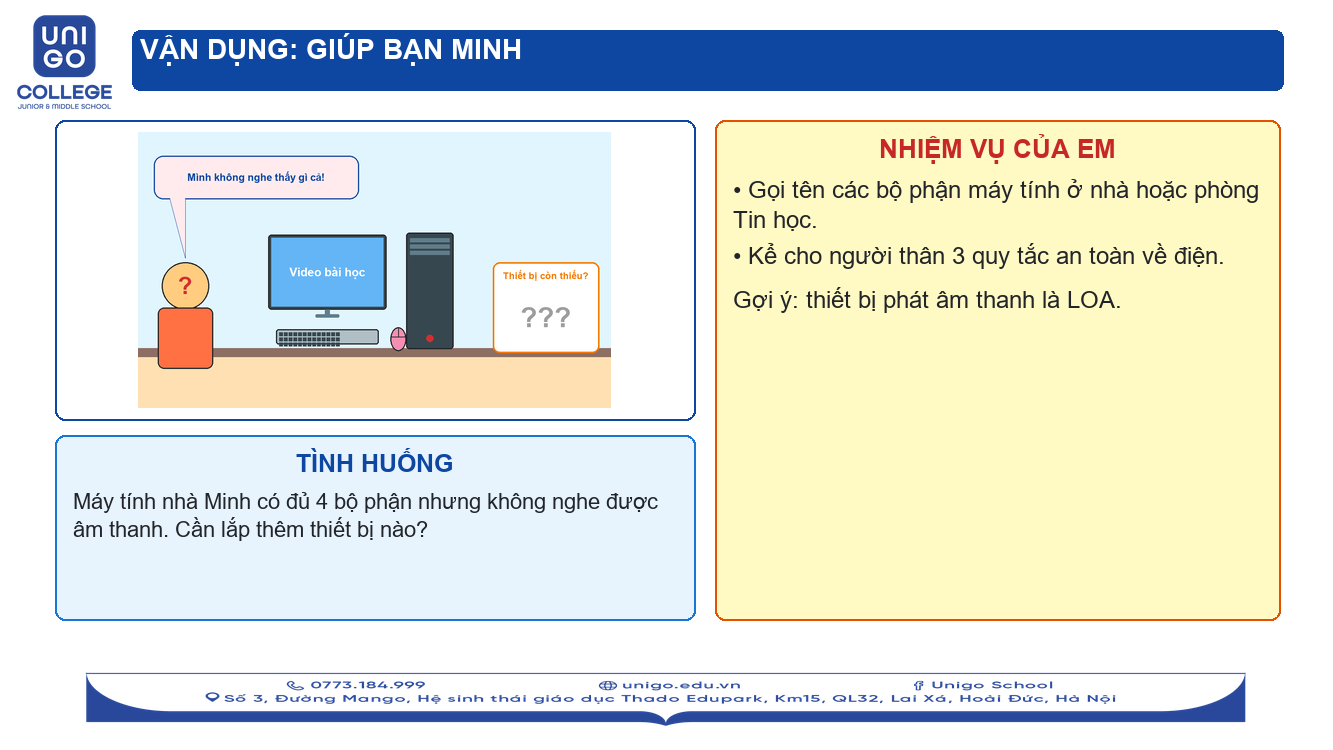 UNI
GO
COLLEGE
JUNIOR & MIDDLE SCHOOL
VẬN DỤNG: GIÚP BẠN MINH
Mình không nghe thấy gì cả!
?
Video bài học
Thiết bị còn thiếu?
???
TÌNH HUỐNG
Máy tính nhà Minh có đủ 4 bộ phận nhưng không nghe được
âm thanh. Cần lắp thêm thiết bị nào?
NHIỆM VỤ CỦA EM
• Gọi tên các bộ phận máy tính ở nhà hoặc phòng
Tin học.
• Kể cho người thân 3 quy tắc an toàn về điện.
Gợi ý: thiết bị phát âm thanh là LOA.
0773.184.999 unigo.edu.vn Unigo School
Số 3, Đường Mango, Hệ sinh thái giáo dục Thado Edupark, Km15, QL32, Lai Xá, Hoài Đức, Hà Nội